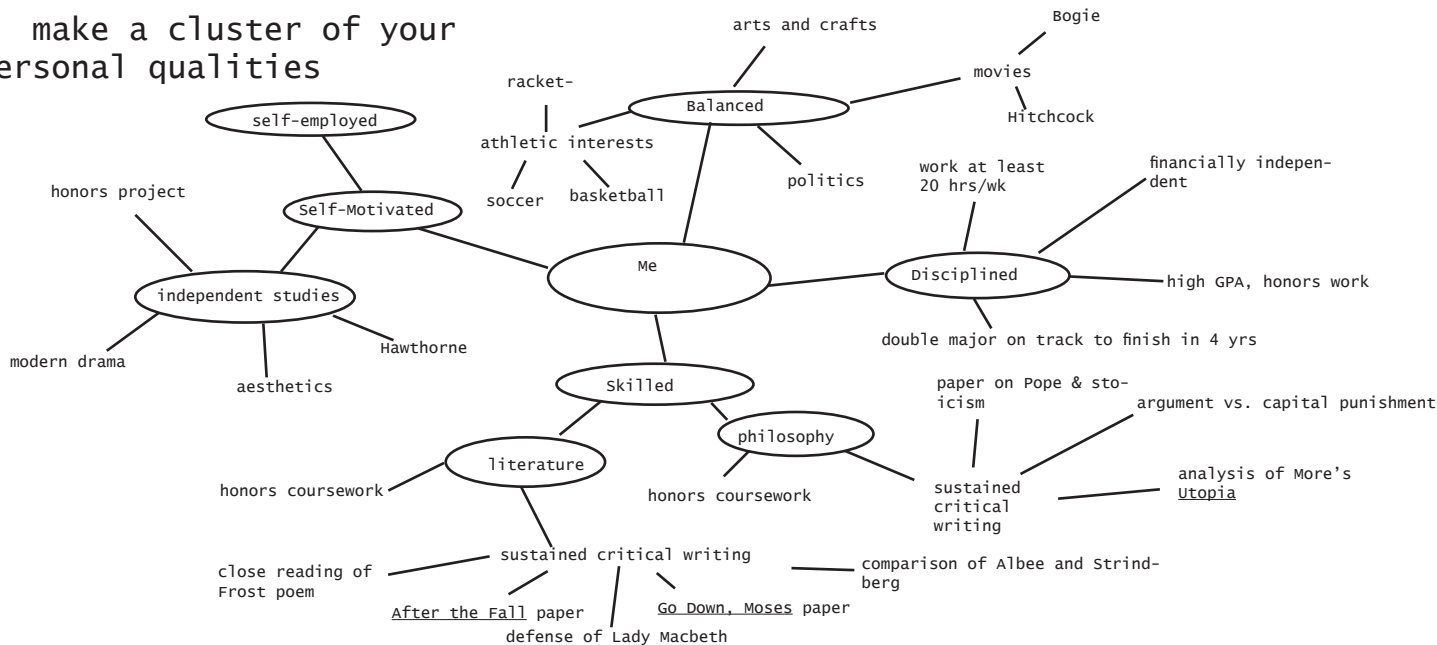 make a cluster of your
ersonal qualities
Bogie
arts and crafts
movies
racket-
Balanced
Hitchcock
self-employed
athletic interests
work at least
20 hrs/wk
financially indepen-
dent
politics
honors project
basketball
soccer
Self-Motivated
Me
Disciplined
high GPA, honors work
independent studies
double major on track to finish in 4 yrs
Hawthorne
modern drama
aesthetics
Skilled
paper on Pope & sto-
icism
argument vs. capital punishment
philosophy
literature
analysis of More's
Utopia
honors coursework
honors coursework
sustained
critical
writing
sustained critical writing
comparison of Albee and Strind-
berg
close reading of
Frost poem
After the Fall paper
Go Down, Moses paper
defense of Lady Macbeth